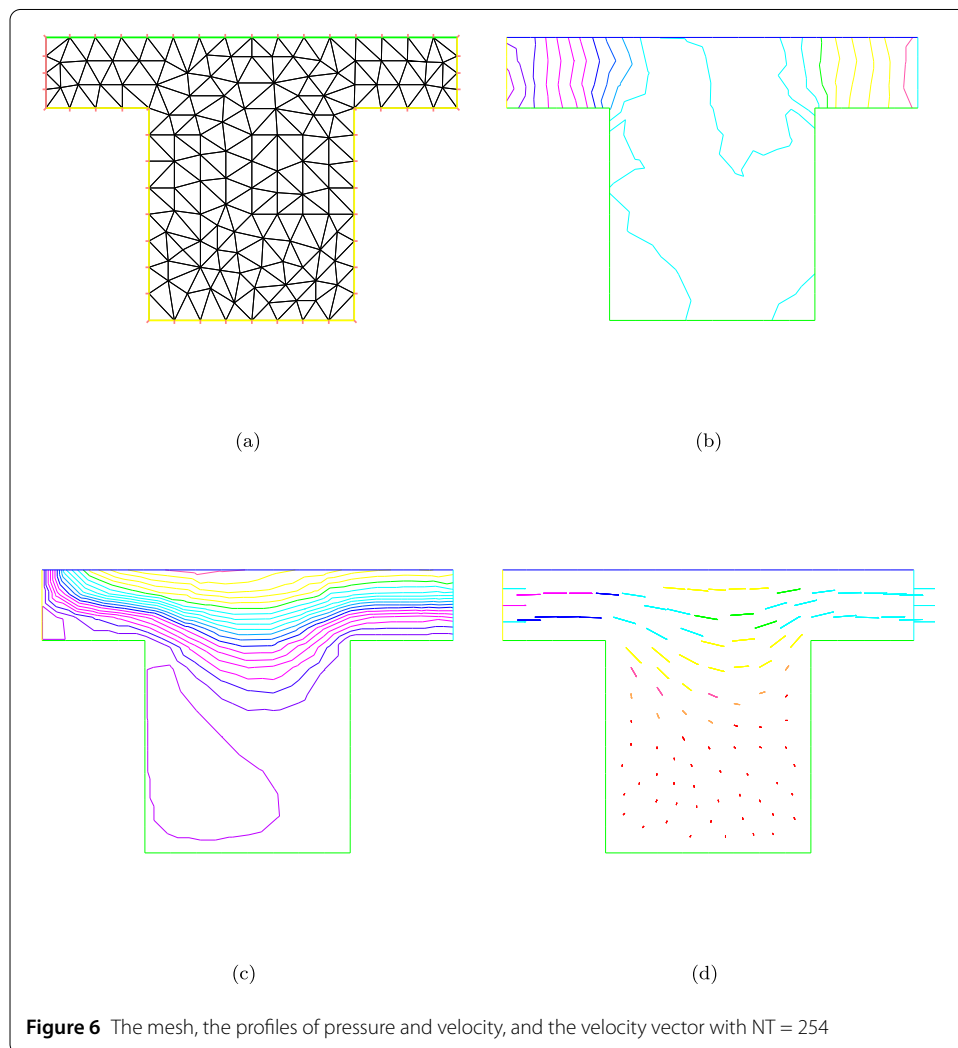 (a)
(b)
(c)
(d)
Figure 6 The mesh, the profiles of pressure and velocity, and the velocity vector with NT = 254